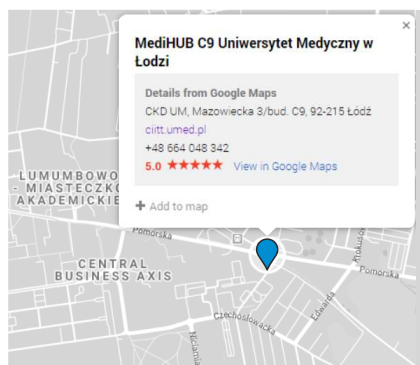 MediHUB C9 Uniwersytet Medyczny w
Łodzi
Details from Google Maps
CKD UM, Mazowiecka 3/bud. C9, 92-215 Łódź
ciitt.umed.pl
+48 664 048 342
5.0 ★★★★★ View in Google Maps
+ Add to map
LUMUMBOWO
- MIASTECZKO
AKADEMICKIE
Pomorska
CENTRAL
BUSINESS AXIS
Pomorska
Krokusowa
Edwarda
Czechosłowacka